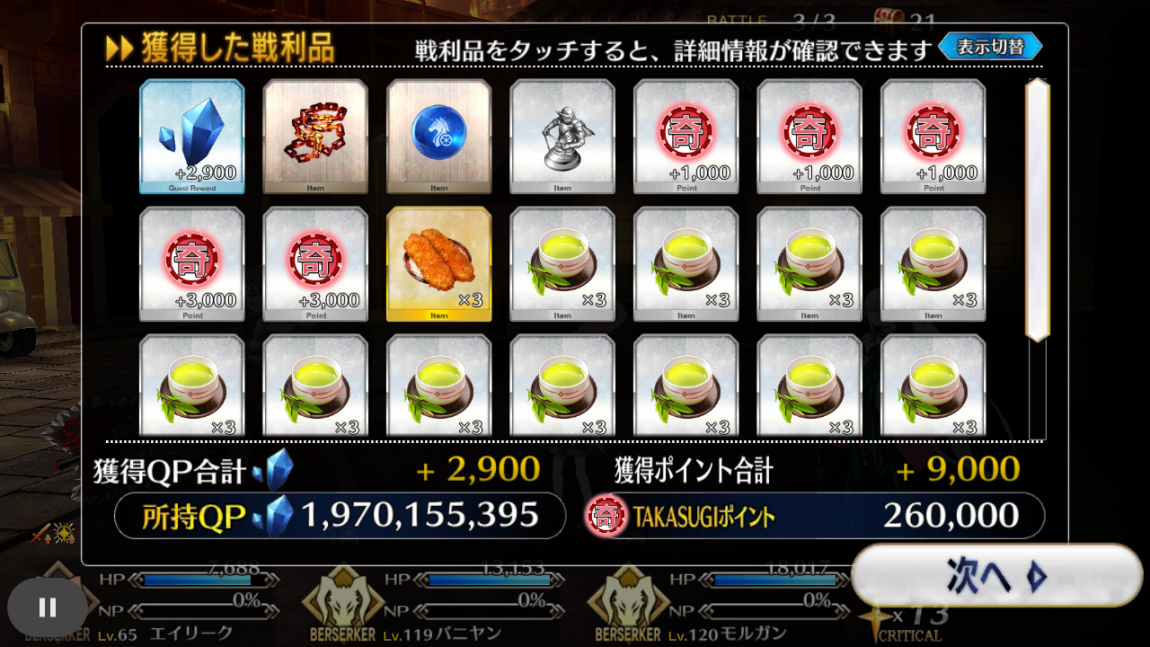 BATTLE 3/3 21
獲得した戦利品 戦利品をタッチすると、詳細情報が確認できます 表示切替
+2,900 +1,000 +1,000 +1,000
Quest Reward Item Item Item Point Point Point
奇 奇 奇
+3,000 +3,000 ×3 ×3 ×3 ×3 ×3
Point Point Item Item Item Item Item
奇 奇
×3 ×3 ×3 ×3 ×3 ×3 ×3
獲得QP合計 + 2,900 獲得ポイント合計 + 9,000
所持QP 1,970,155,395 奇 TAKASUGIポイント 260,000
次へ
HP 7,688 HP 13,153 HP 18,017
NP 0% NP 0% NP 0%
x 13
BERSERKER Lv.65 エイリーク BERSERKER Lv.119 バニヤン BERSERKER Lv.120 モルガン CRITICAL